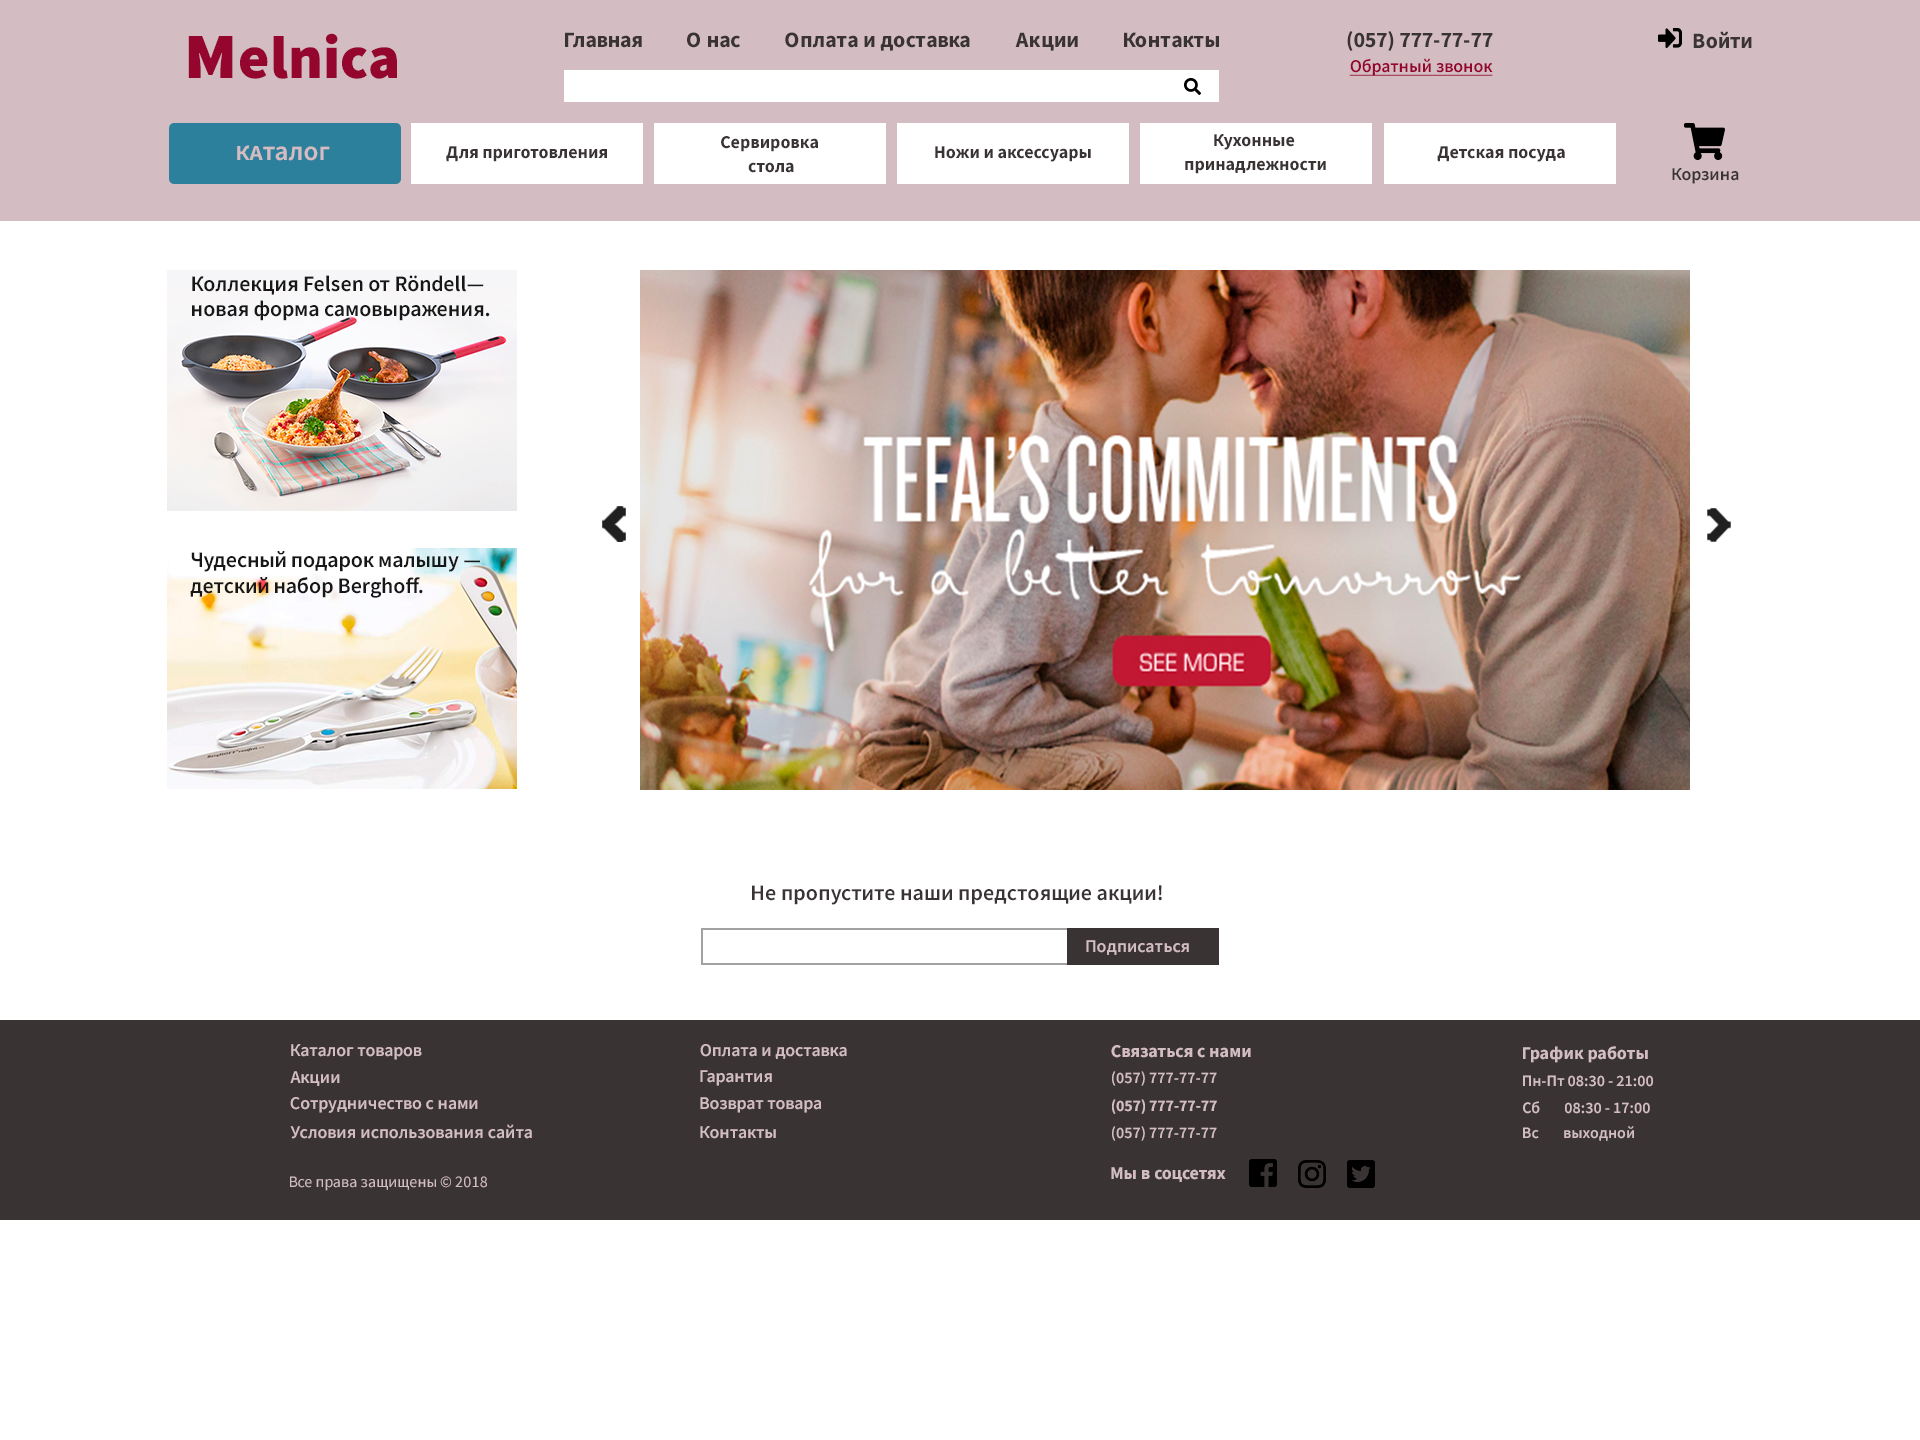 Melnica
Главная О нас Оплата и доставка Акции Контакты
(057) 777-77-77
Обратный звонок
Войти
КАталог
Для приготовления
Сервировка
стола
Ножи и аксессуары
Кухонные
принадлежности
Детская посуда
Корзина
Коллекция Felsen от Röndell—
новая форма самовыражения.
Чудесный подарок малышу —
детский набор Berghoff.
TEFAL'S COMMITMENTS
for a better tomorrow
SEE MORE
Не пропустите наши предстоящие акции!
Подписаться
Каталог товаров
Акции
Сотрудничество с нами
Условия использования сайта
Все права защищены © 2018
Оплата и доставка
Гарантия
Возврат товара
Контакты
Связаться с нами
(057) 777-77-77
(057) 777-77-77
(057) 777-77-77
Мы в соцсетях
График работы
Пн-Пт 08:30 - 21:00
Сб 08:30 - 17:00
Вс выходной